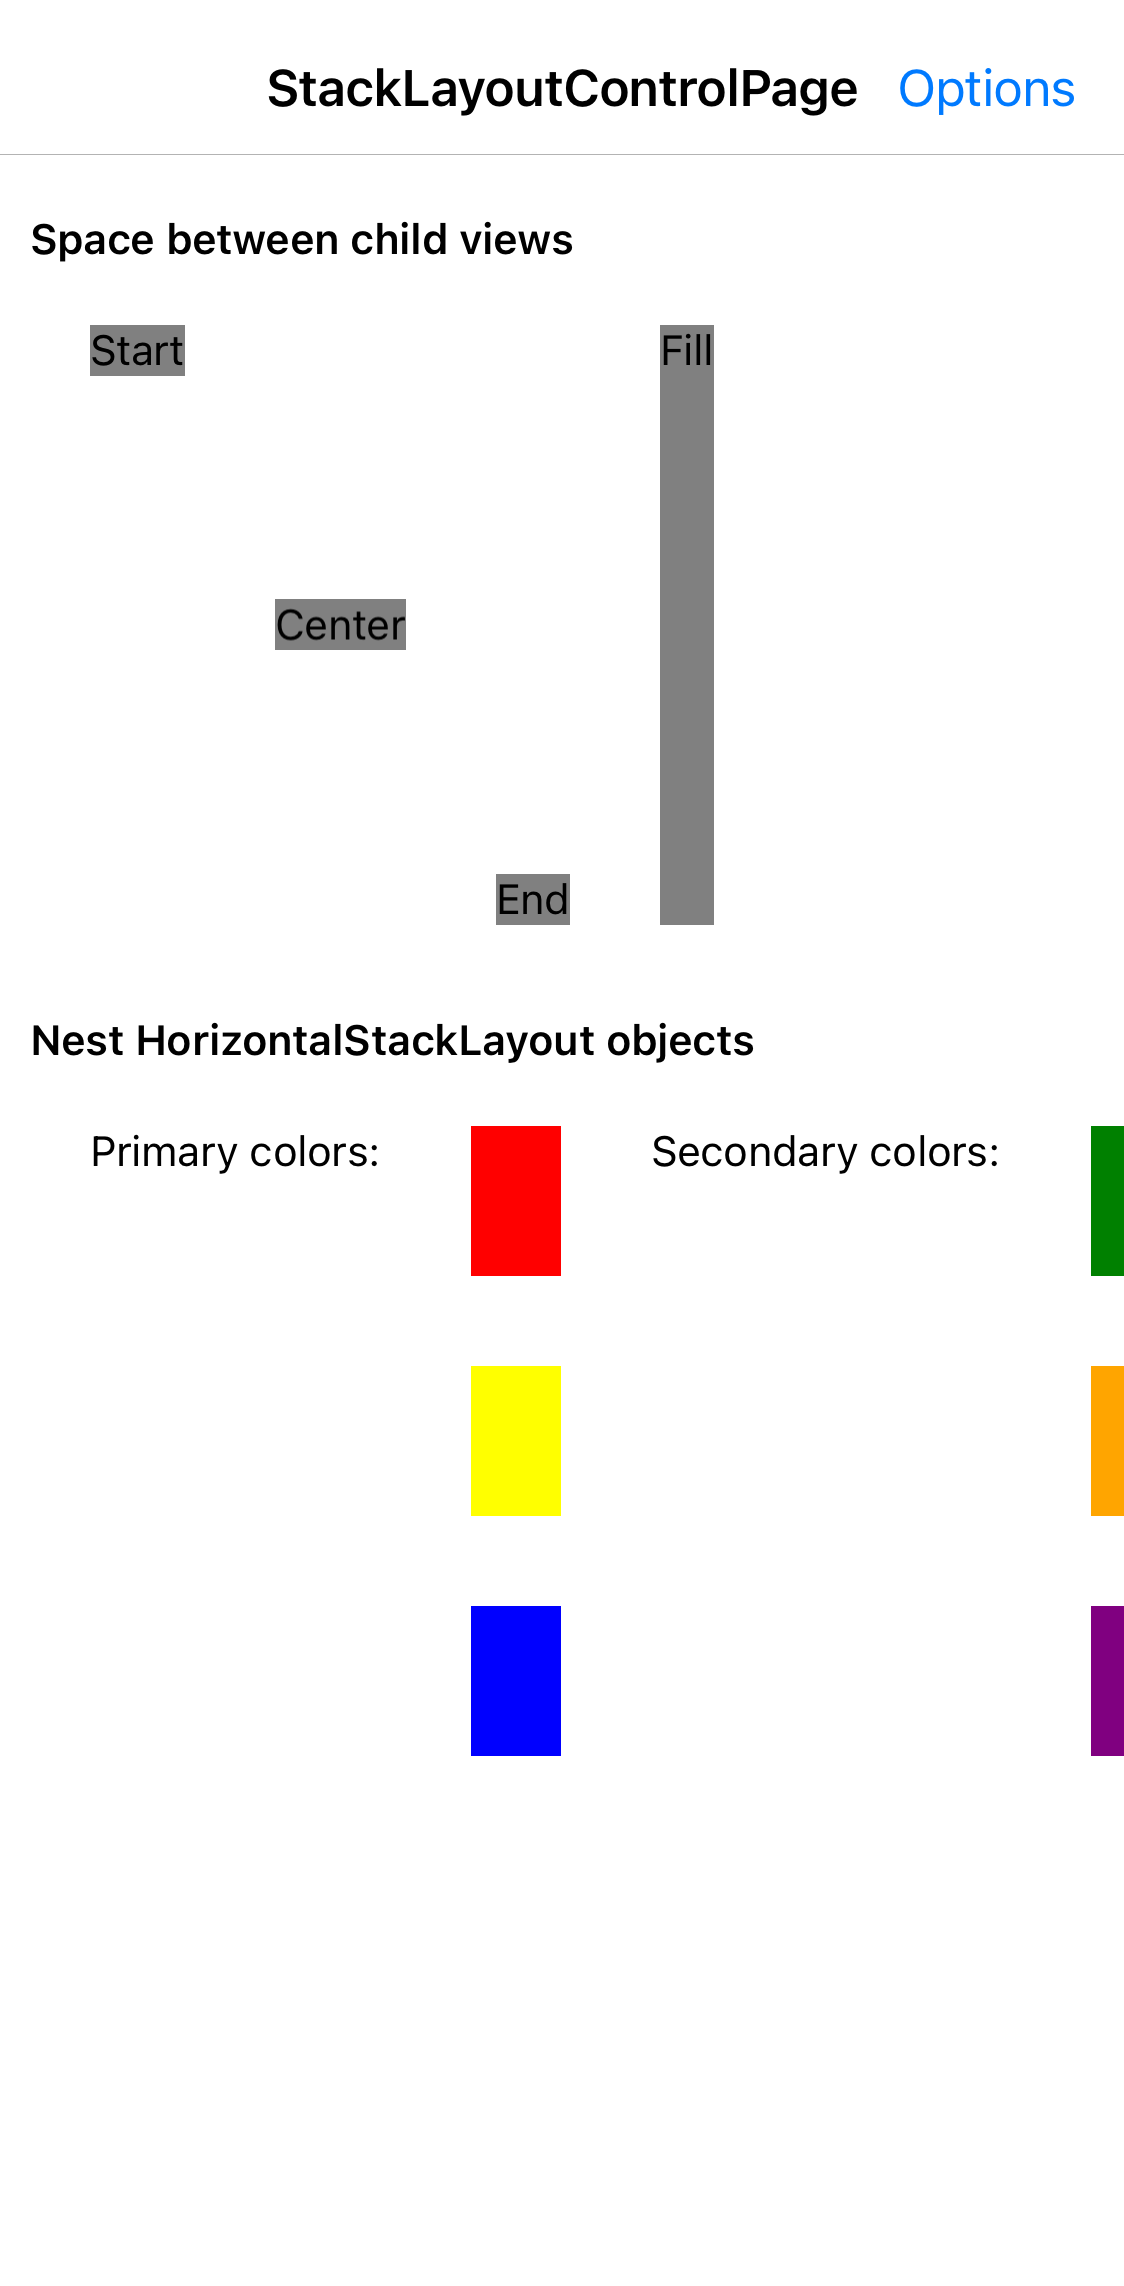 StackLayoutControlPage
Options
Space between child views
Start
Fill
Center
End
Nest HorizontalStackLayout objects
Primary colors:
Secondary colors: